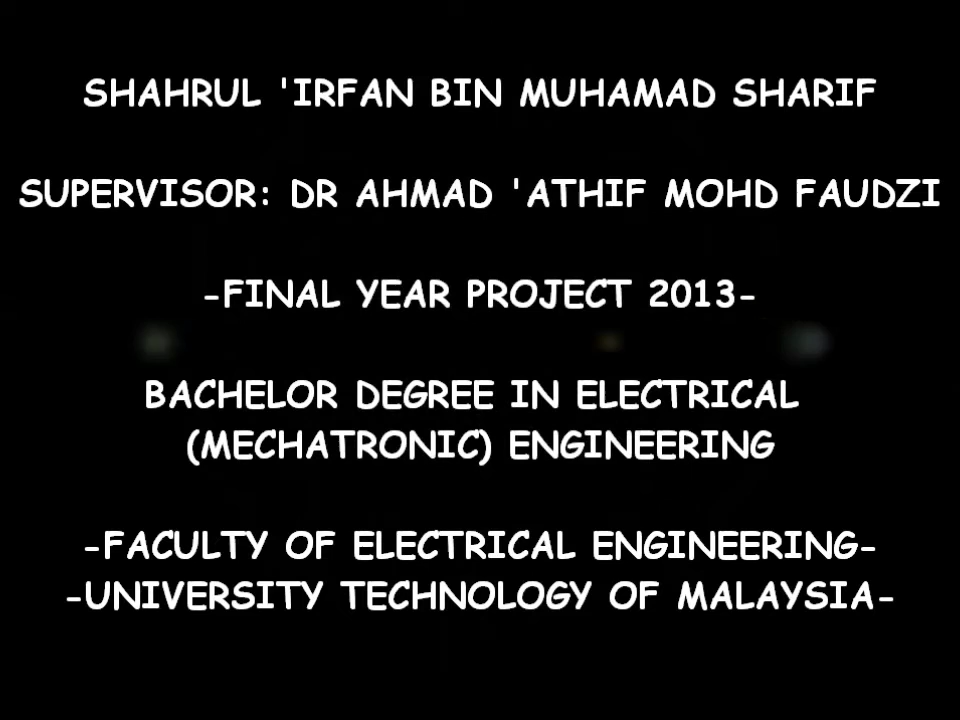 SHAHRUL 'IRFAN BIN MUHAMAD SHARIF
SUPERVISOR: DR AHMAD 'ATHIF MOHD FAUDZI
-FINAL YEAR PROJECT 2013-
BACHELOR DEGREE IN ELECTRICAL
(MECHATRONIC) ENGINEERING
-FACULTY OF ELECTRICAL ENGINEERING-
-UNIVERSITY TECHNOLOGY OF MALAYSIA-